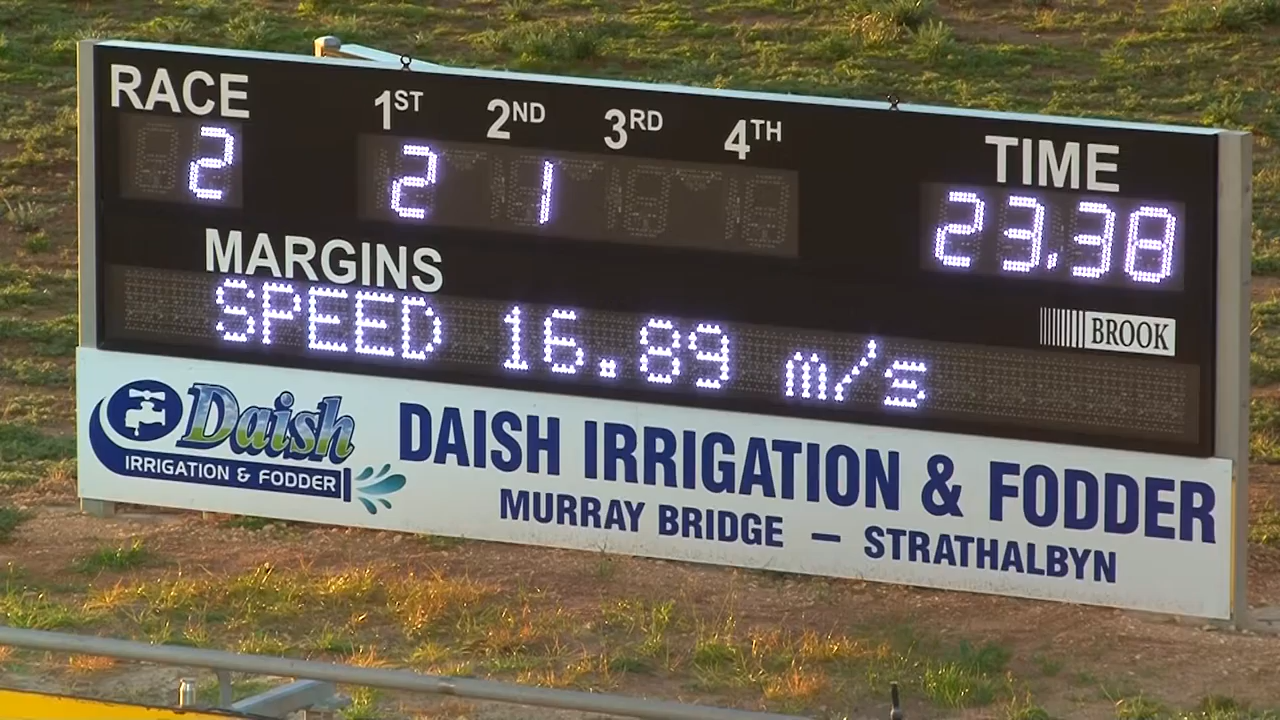 RACE 1ST 2ND 3RD 4TH TIME
2 2 1 23.38
MARGINS
SPEED 16.89 m/s
BROOK
Daish
IRRIGATION & FODDER
DAISH IRRIGATION & FODDER
MURRAY BRIDGE – STRATHALBYN